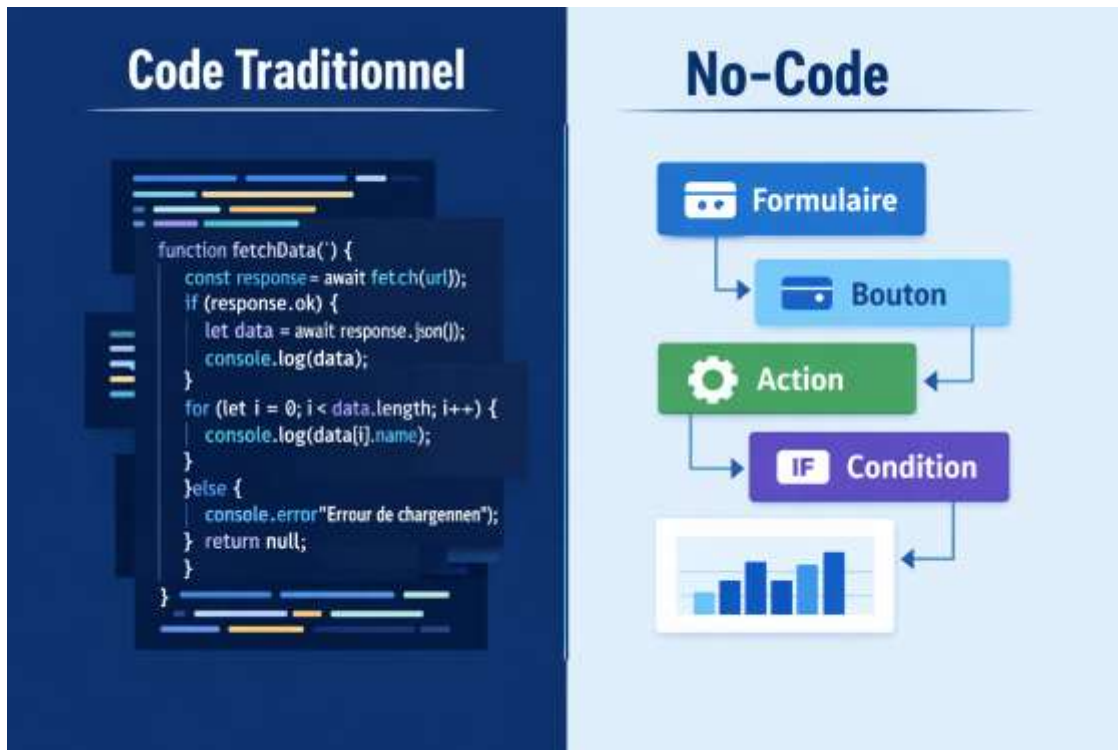 Code Traditionnel
function fetchData(') {
const response = await fet.ch(url));
if (response.ok) {
let data = await response.json());
console.log(data);
}
for (let i = 0; i < data.length; i++) {
console.log(data[i].name);
}
}else {
console.error"Errour de chargennen");
} return null;
}
}
No-Code
Formulaire
Bouton
Action
IF Condition